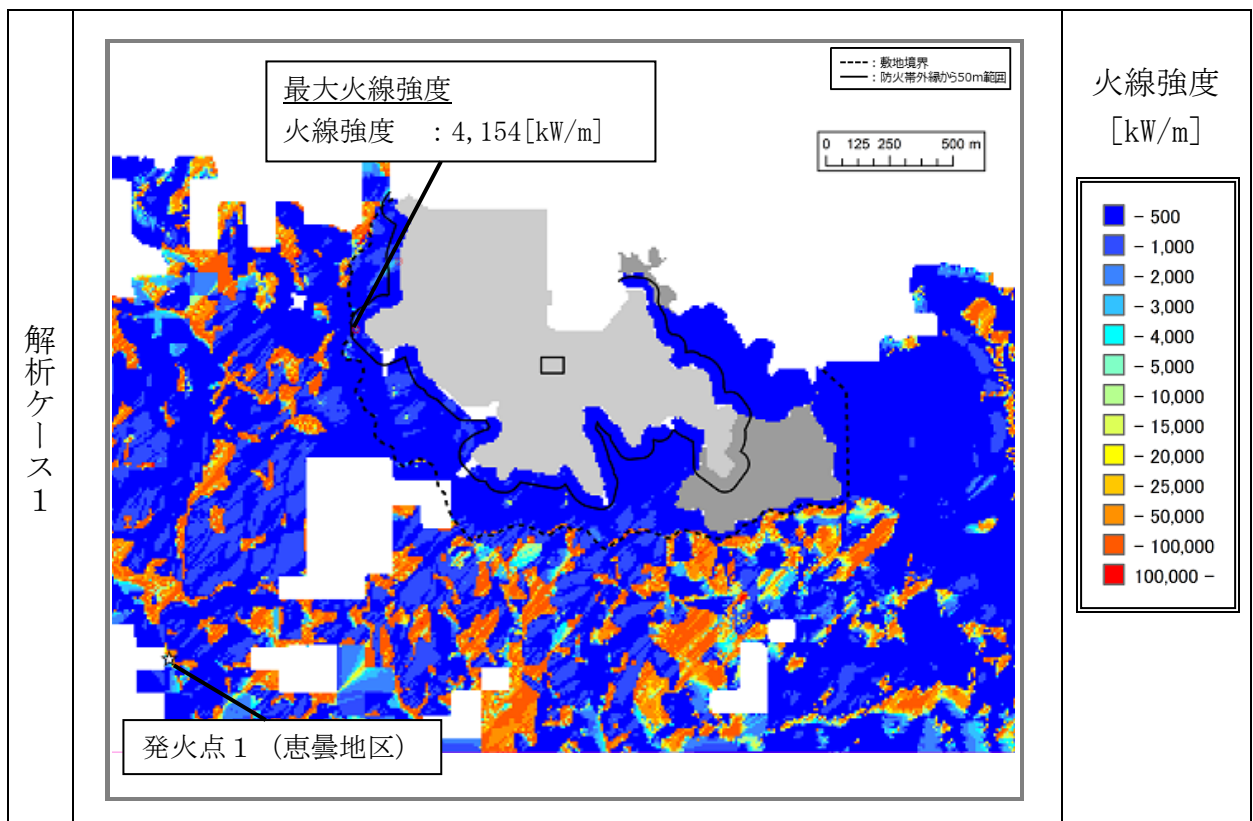 解析ケース1
最大火線強度
火線強度 :4,154[kW/m]
----:敷地境界
――:防火帯外縁から50m範囲
0 125 250 500 m
発火点1 (恵曇地区)
火線強度
[kW/m]
- 500
- 1,000
- 2,000
- 3,000
- 4,000
- 5,000
- 10,000
- 15,000
- 20,000
- 25,000
- 50,000
- 100,000
100,000 -